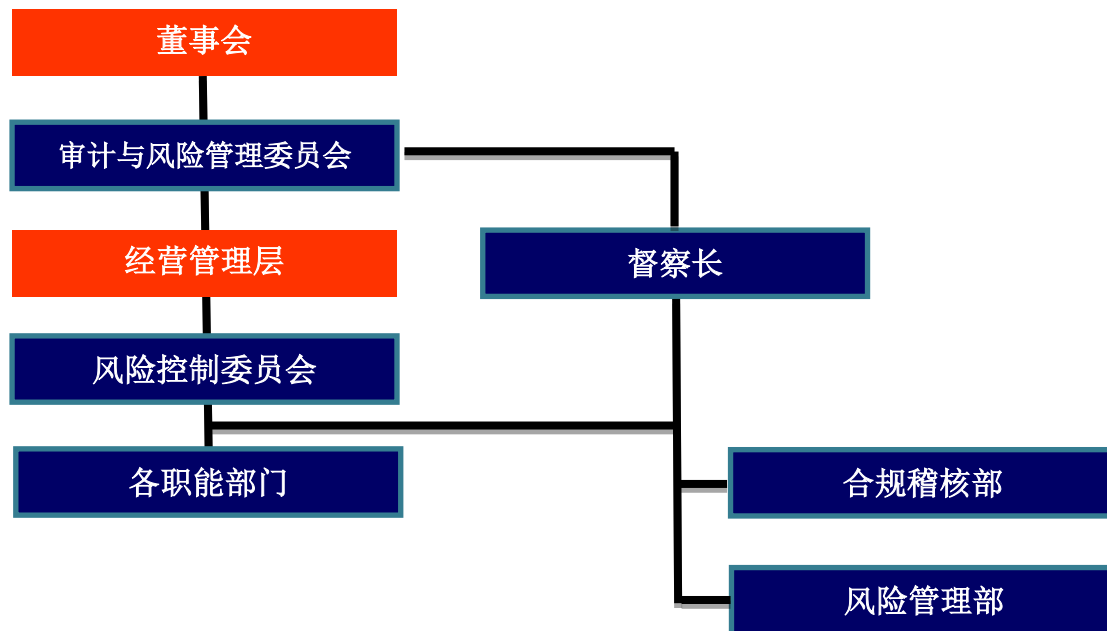 董事会
审计与风险管理委员会
经营管理层
督察长
风险控制委员会
各职能部门
合规稽核部
风险管理部